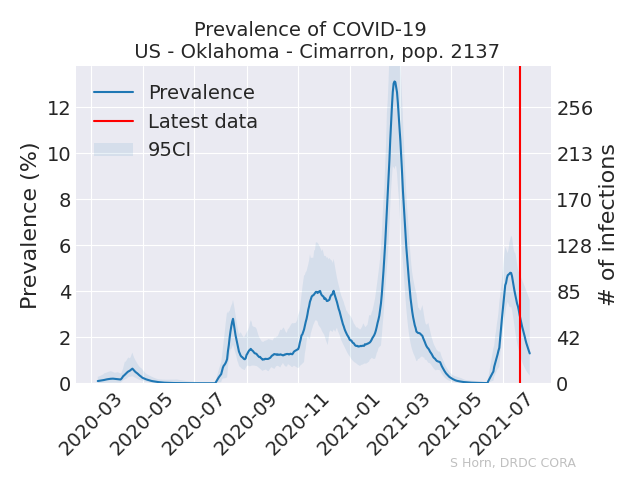 Prevalence of COVID-19
US - Oklahoma - Cimarron, pop. 2137
Prevalence
Latest data
95CI
Prevalence (%)
12
10
8
6
4
2
0
256
213
170
128
85
42
0
# of infections
2020-03
2020-05
2020-07
2020-09
2020-11
2021-01
2021-03
2021-05
2021-07
S Horn, DRDC CORA